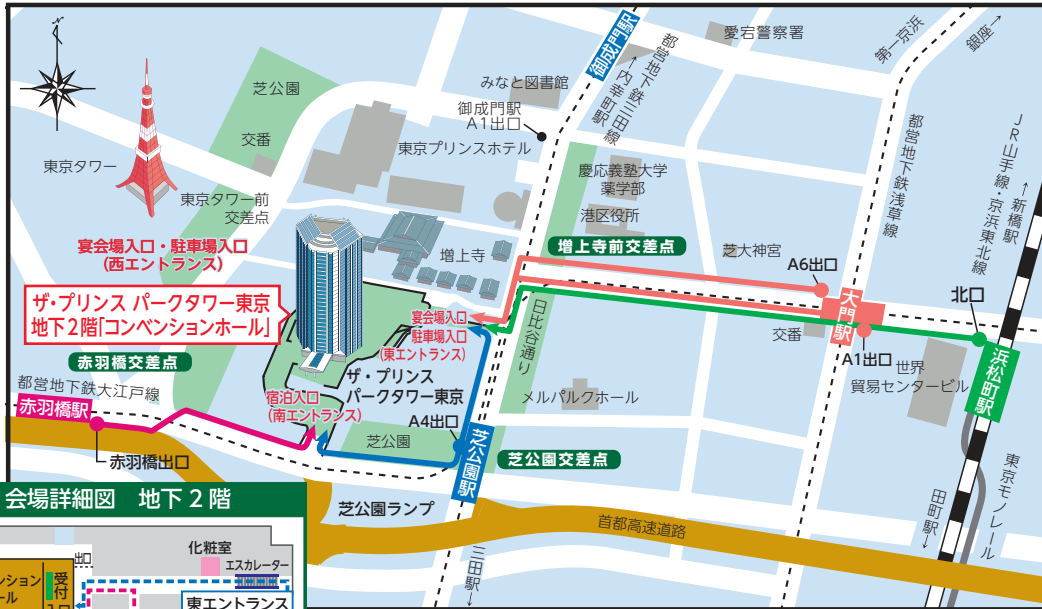 N
芝公園
交番
東京タワー
東京タワー前
交差点
宴会場入口・駐車場入口
(西エントランス)
ザ・プリンス パークタワー東京
地下2階「コンベンションホール」
赤羽橋交差点
都営地下鉄大江戸線
赤羽橋駅
赤羽橋出口
みなと図書館
御成門駅
A1出口
東京プリンスホテル
御成門駅
都営地下鉄三田線
←内幸町駅
愛宕警察署
第一京浜
銀座→
慶応義塾大学
薬学部
港区役所
増上寺
増上寺前交差点
芝大神宮
都営地下鉄浅草線
JR山手線・京浜東北線
←新橋駅
A6出口
大門駅
北口
浜松町駅
交番
A1出口
世界
貿易センタービル
宴会場入口
駐車場入口
(東エントランス)
日比谷通り
ザ・プリンス
パークタワー東京
宿泊入口
(南エントランス)
メルパルクホール
A4出口
芝公園
芝公園駅
芝公園交差点
芝公園ランプ
首都高速道路
三田駅→
田町駅→
東京モノレール
会場詳細図 地下2階
出口
化粧室
エスカレーター
ンション
ール
受付
入口
東エントランス